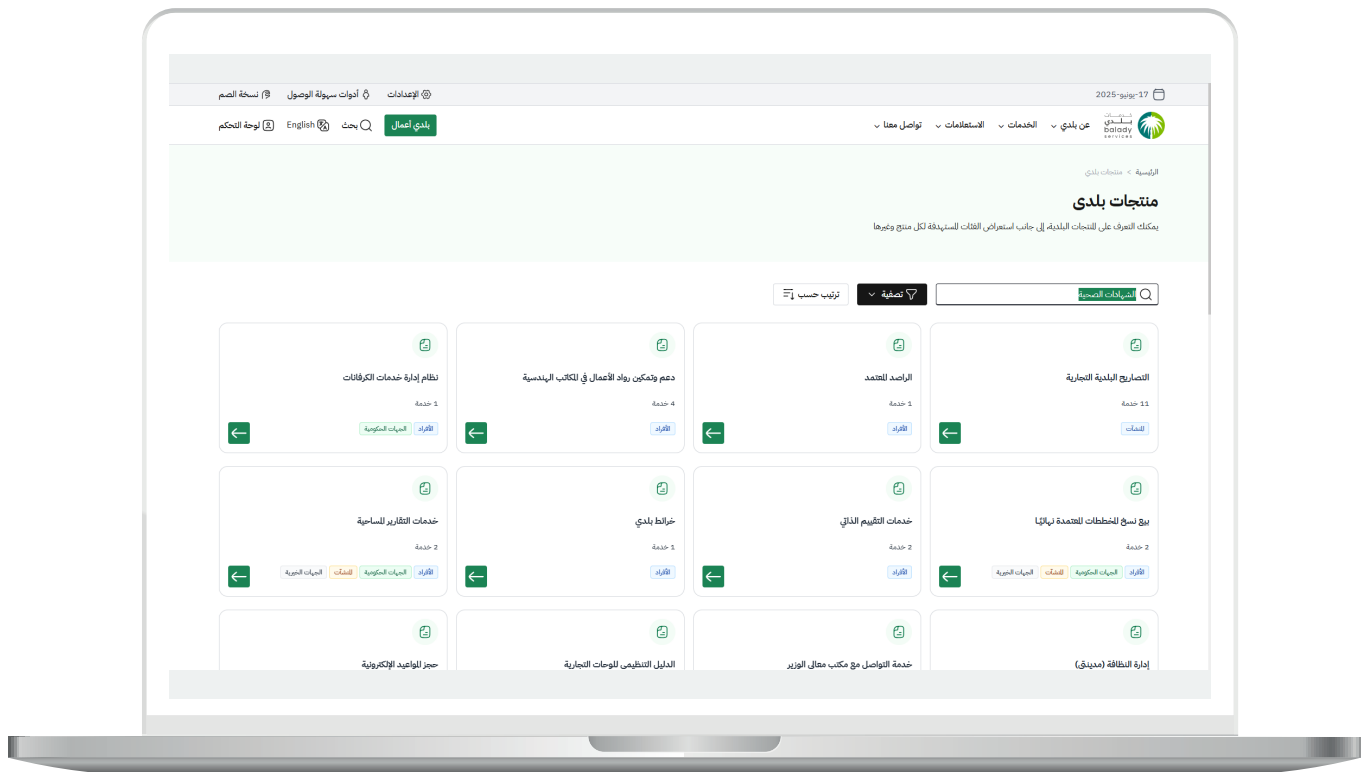 17-يونيو-2025
الإعدادات
أدوات سهولة الوصول
نسخة الصم
خدمات
بلدي
balady
services
عن بلدي
الخدمات
الاستعلامات
تواصل معنا
بلدي أعمال
بحث
English
لوحة التحكم
الرئيسية > منتجات بلدي
منتجات بلدي
يمكنك التعرف على المنتجات البلدية، إلى جانب استعراض الفئات المستهدفة لكل منتج وغيرها
الشهادات الصحية
تصفية
ترتيب حسب
التصاريح البلدية التجارية
11 خدمة
المنشآت
الراصد المعتمد
1 خدمة
الأفراد
دعم وتمكين رواد الأعمال في المكاتب الهندسية
4 خدمة
الأفراد
نظام إدارة خدمات الكرفانات
1 خدمة
الأفراد الجهات الحكومية
بيع نسخ المخططات المعتمدة نهائيًا
2 خدمة
الأفراد الجهات الحكومية المنشآت الجهات الخيرية
خدمات التقييم الذاتي
2 خدمة
الأفراد
خرائط بلدي
1 خدمة
الأفراد
خدمات التقارير المساحية
2 خدمة
الأفراد الجهات الحكومية المنشآت الجهات الخيرية
إدارة النظافة (مدينتي)
خدمة التواصل مع مكتب معالي الوزير
الدليل التنظيمي للوحات التجارية
حجز المواعيد الإلكترونية